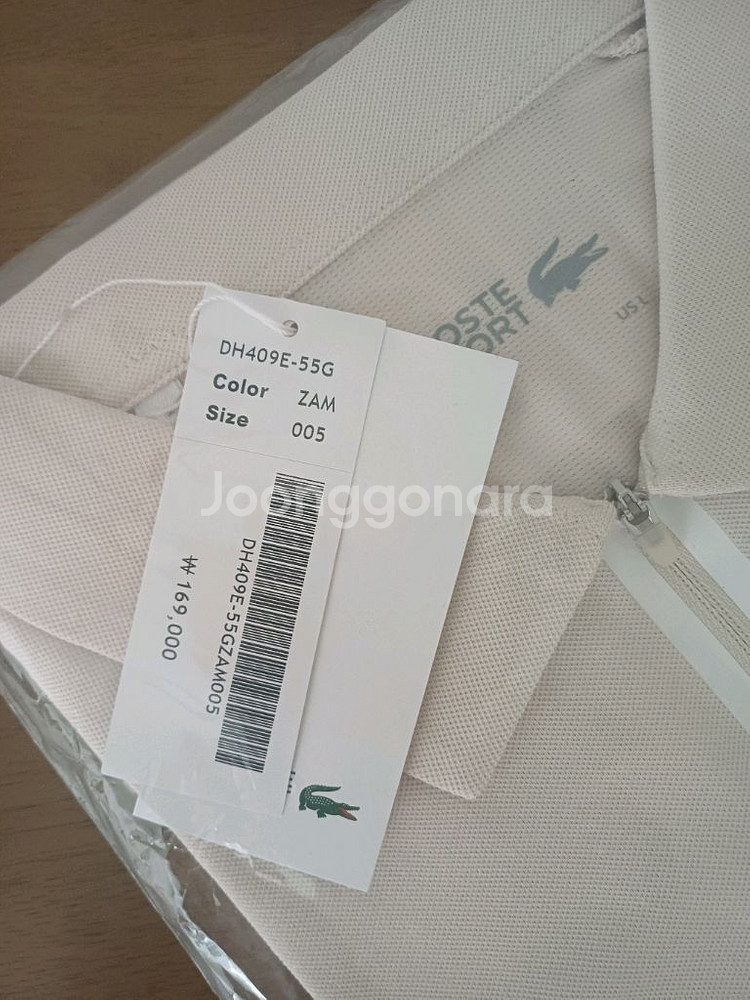 DH409E-55G
Color ZAM
Size 005
DH409E-55GZAM005
₩ 169,000
OSTE
ORT
US L
Joonggonara